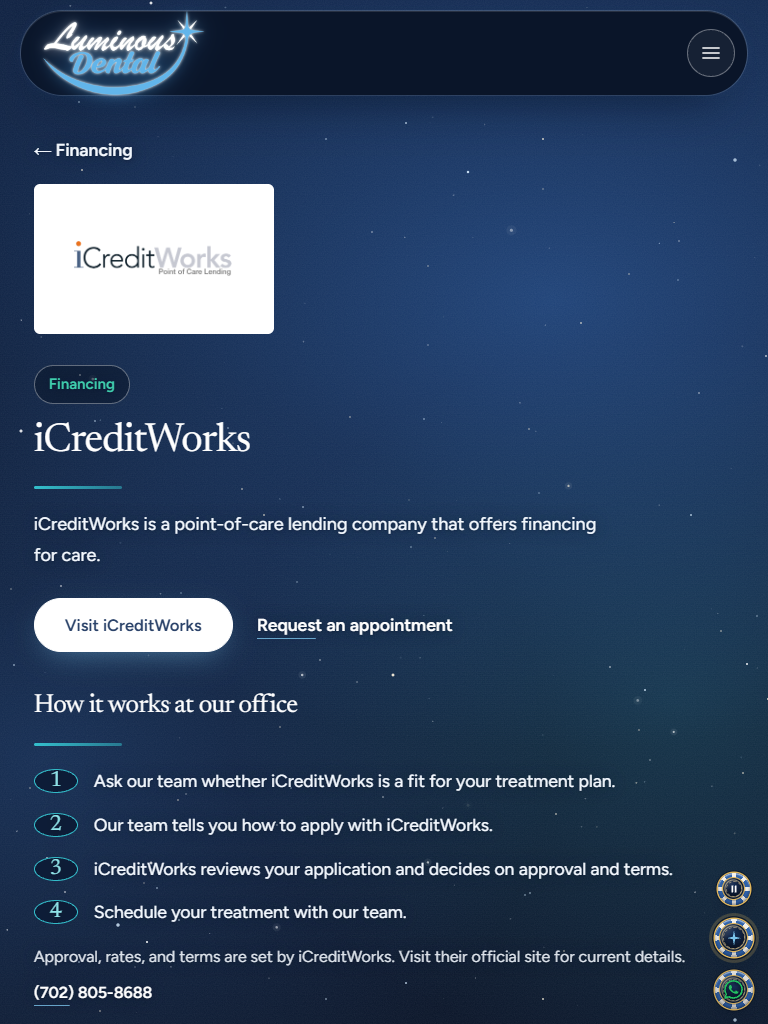 Luminous
Dental
← Financing
iCreditWorks
Point of Care Lending
Financing
iCreditWorks
iCreditWorks is a point-of-care lending company that offers financing
for care.
Visit iCreditWorks
Request an appointment
How it works at our office
1 Ask our team whether iCreditWorks is a fit for your treatment plan.
2 Our team tells you how to apply with iCreditWorks.
3 iCreditWorks reviews your application and decides on approval and terms.
4 Schedule your treatment with our team.
Approval, rates, and terms are set by iCreditWorks. Visit their official site for current details.
(702) 805-8688